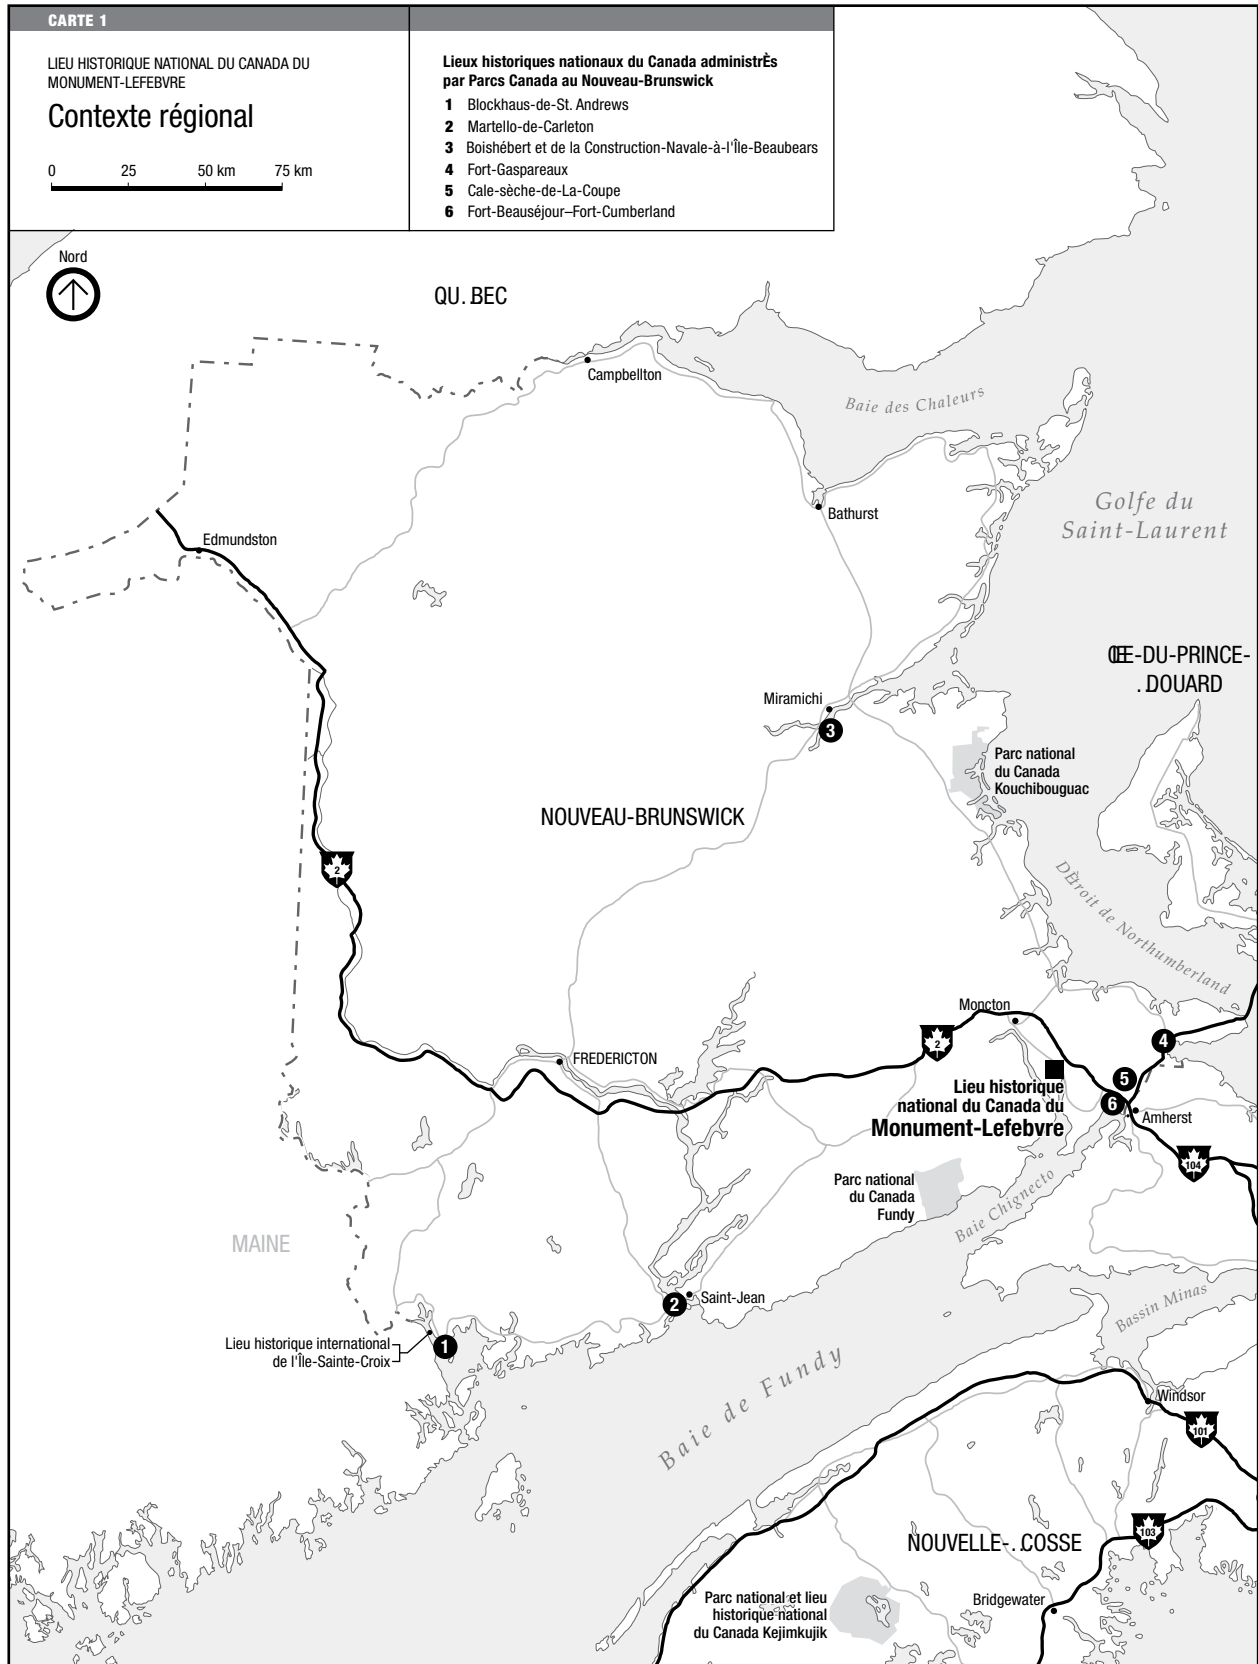 CARTE 1
LIEU HISTORIQUE NATIONAL DU CANADA DU
MONUMENT-LEFEBVRE
Contexte régional
0 25 50 km 75 km
Lieux historiques nationaux du Canada administrÈs
par Parcs Canada au Nouveau-Brunswick
1 Blockhaus-de-St. Andrews
2 Martello-de-Carleton
3 Boishébert et de la Construction-Navale-à-l'Île-Beaubears
4 Fort-Gaspareaux
5 Cale-sèche-de-La-Coupe
6 Fort-Beauséjour–Fort-Cumberland
Nord
QU. .BEC
Campbellton
Baie des Chaleurs
Bathurst
Golfe du
Saint-Laurent
Edmundston
-DU-PRINCE-
. .DOUARD
Miramichi
3
Parc national
du Canada
Kouchibouguac
NOUVEAU-BRUNSWICK
2
DÈtroit de Northumberland
Moncton
2
4
FREDERICTON
5
Lieu historique
national du Canada du
Monument-Lefebvre
6
Amherst
104
Parc national
du Canada
Fundy
Baie Chignecto
MAINE
2
Saint-Jean
Bassin Minas
Lieu historique international
de l'Île-Sainte-Croix
1
Baie de Fundy
Windsor
101
103
NOUVELLE-. .COSSE
Parc national et lieu
historique national
du Canada Kejimkujik
Bridgewater